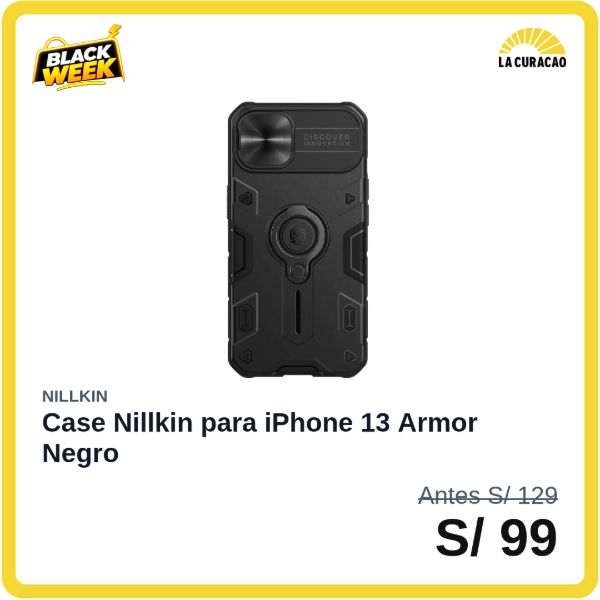 BLACK
WEEK
LA CURACAO
DISCOVER
INNOVATION
NILLKIN
Case Nillkin para iPhone 13 Armor
Negro
Antes S/ 129
S/ 99